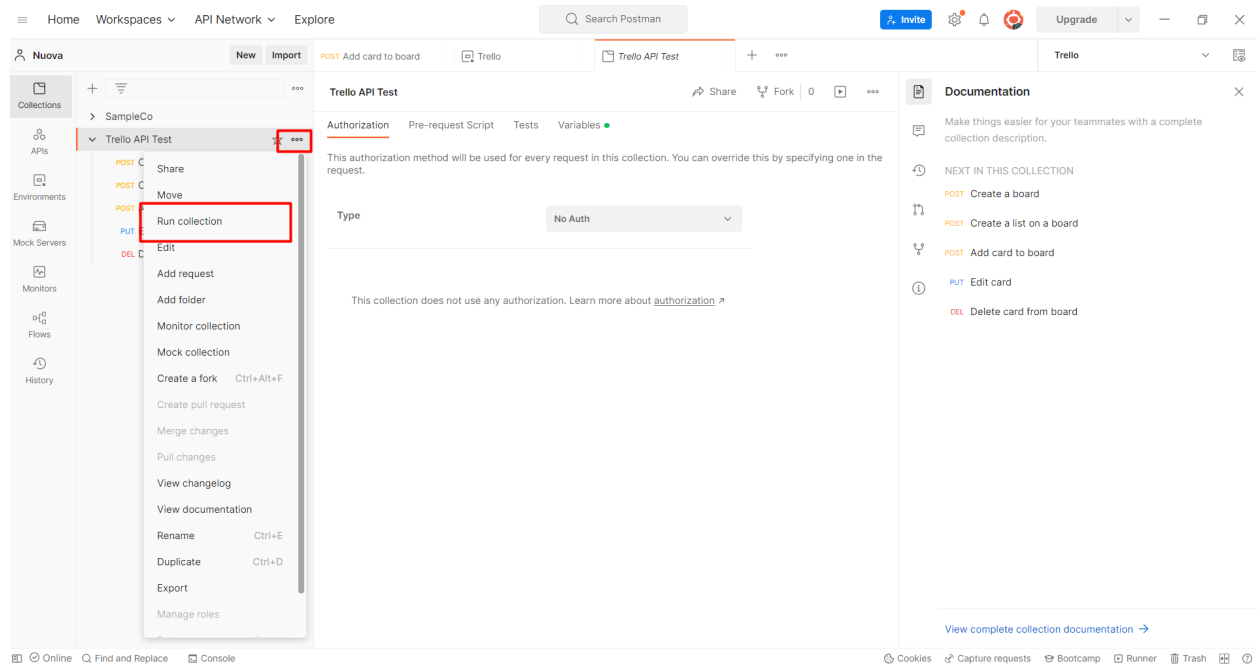 Home Workspaces API Network Explore Search Postman Invite Upgrade
Nuova New Import POST Add card to board Trello Trello API Test Trello
Collections
APIs
Environments
Mock Servers
Monitors
Flows
History
SampleCo
Trello API Test
POST
POST
POST
PUT
DEL
Share
Move
Run collection
Edit
Add request
Add folder
Monitor collection
Mock collection
Create a fork Ctrl+Alt+F
Create pull request
Merge changes
Pull changes
View changelog
View documentation
Rename Ctrl+E
Duplicate Ctrl+D
Export
Manage roles
Trello API Test Share Fork 0
Authorization Pre-request Script Tests Variables
This authorization method will be used for every request in this collection. You can override this by specifying one in the
request.
Type No Auth
This collection does not use any authorization. Learn more about authorization
Documentation
Make things easier for your teammates with a complete
collection description.
NEXT IN THIS COLLECTION
POST Create a board
POST Create a list on a board
POST Add card to board
PUT Edit card
DEL Delete card from board
View complete collection documentation
Online Find and Replace Console Cookies Capture requests Bootcamp Runner Trash